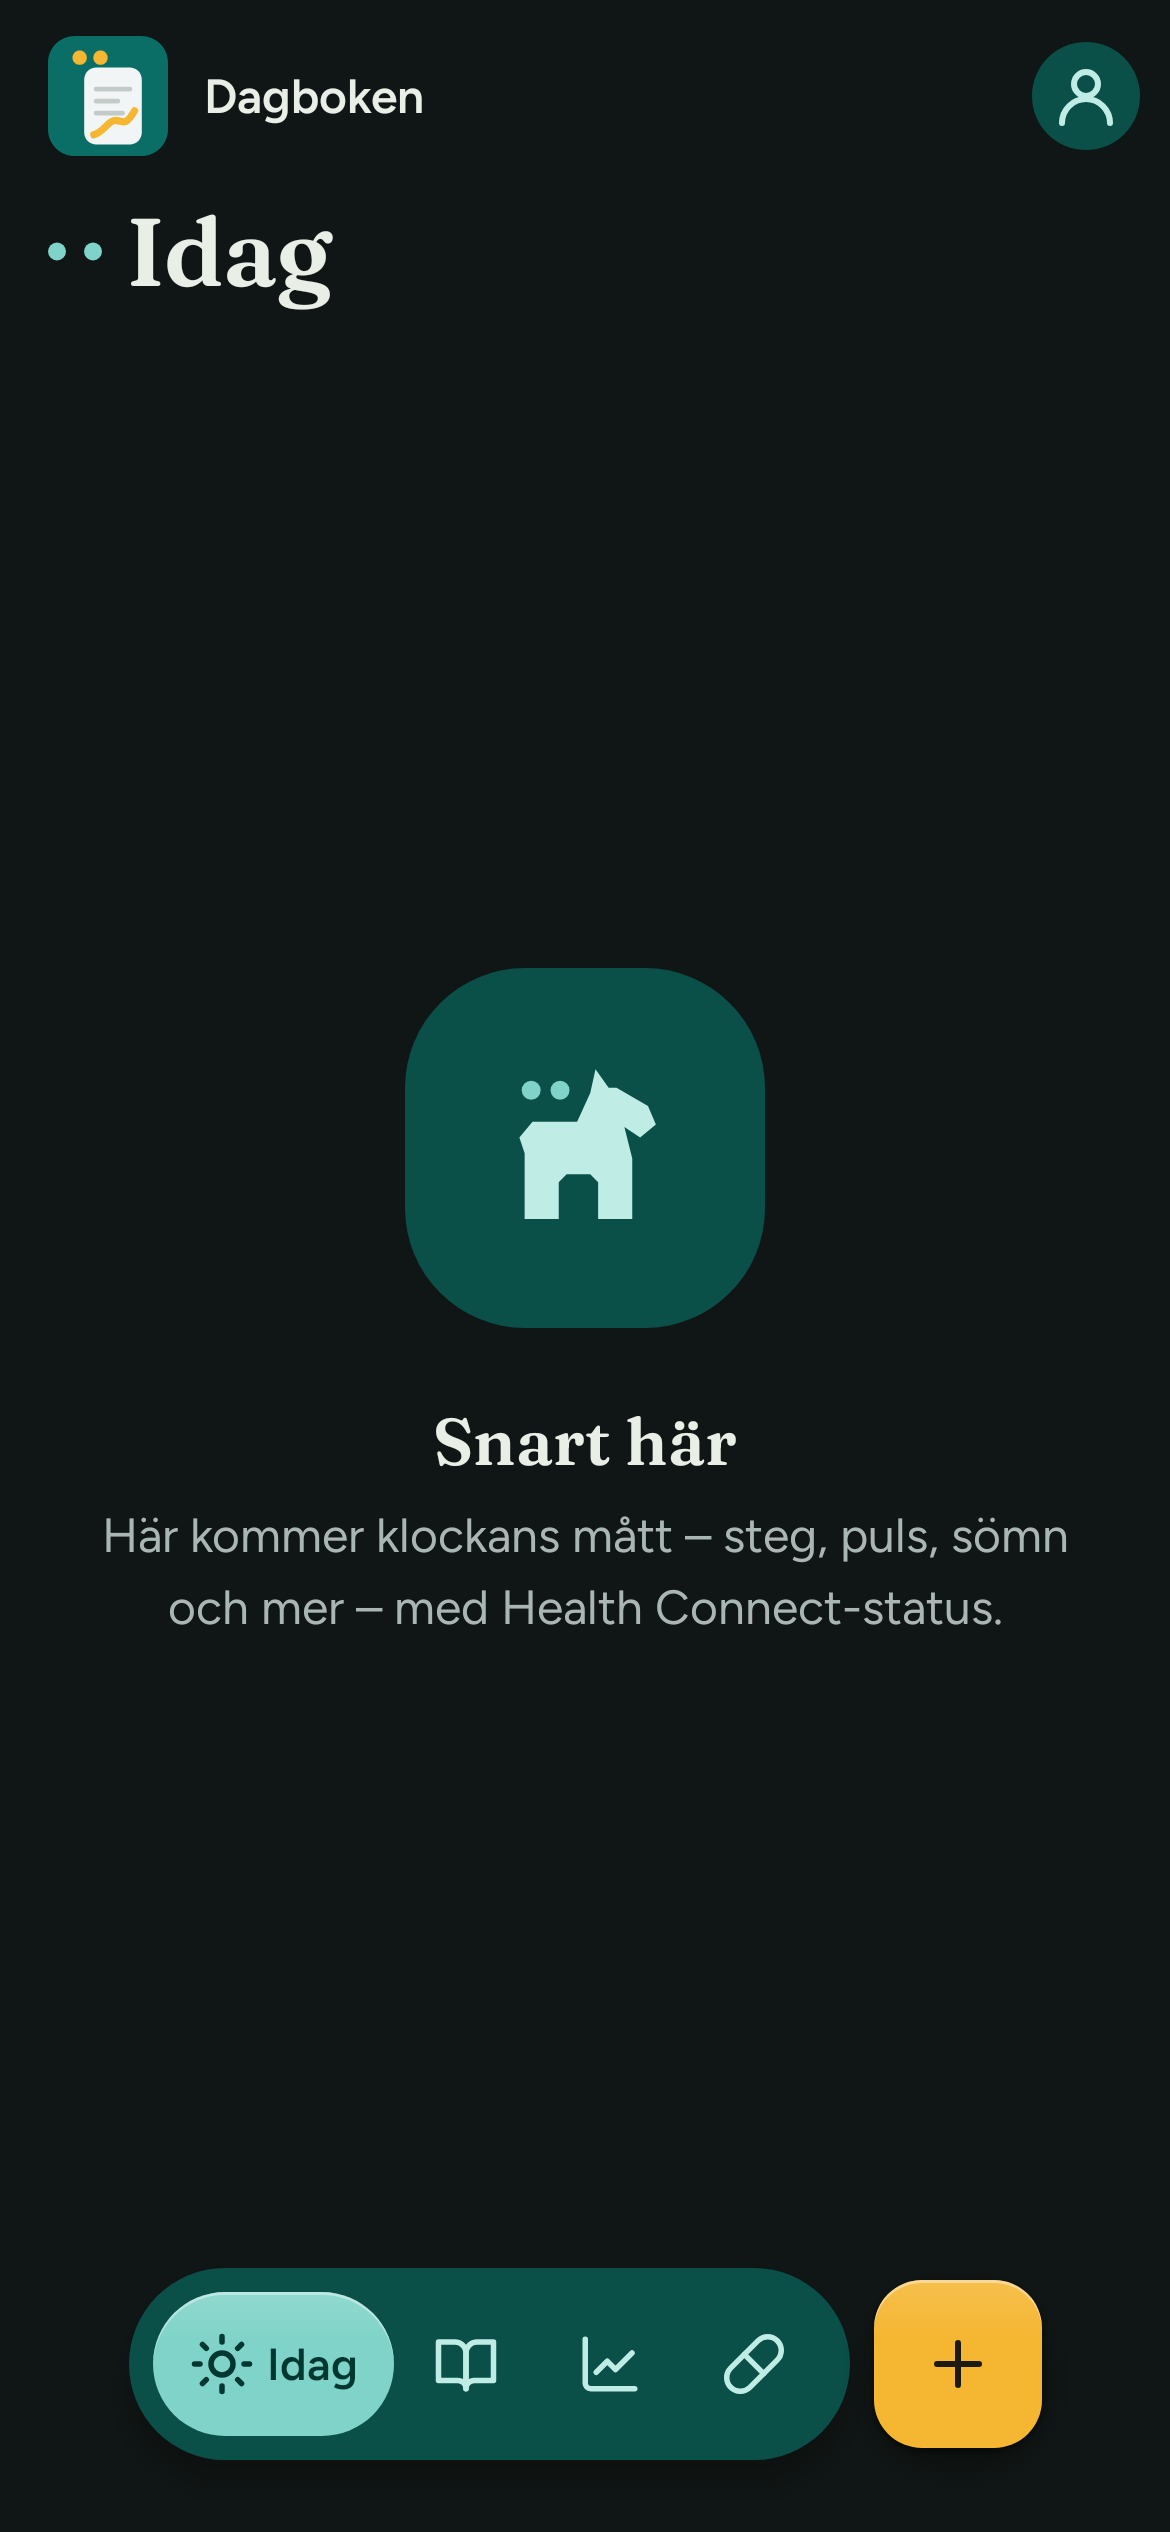 Dagboken
Idag
Snart här
Här kommer klockans mått – steg, puls, sömn
och mer – med Health Connect-status.
Idag